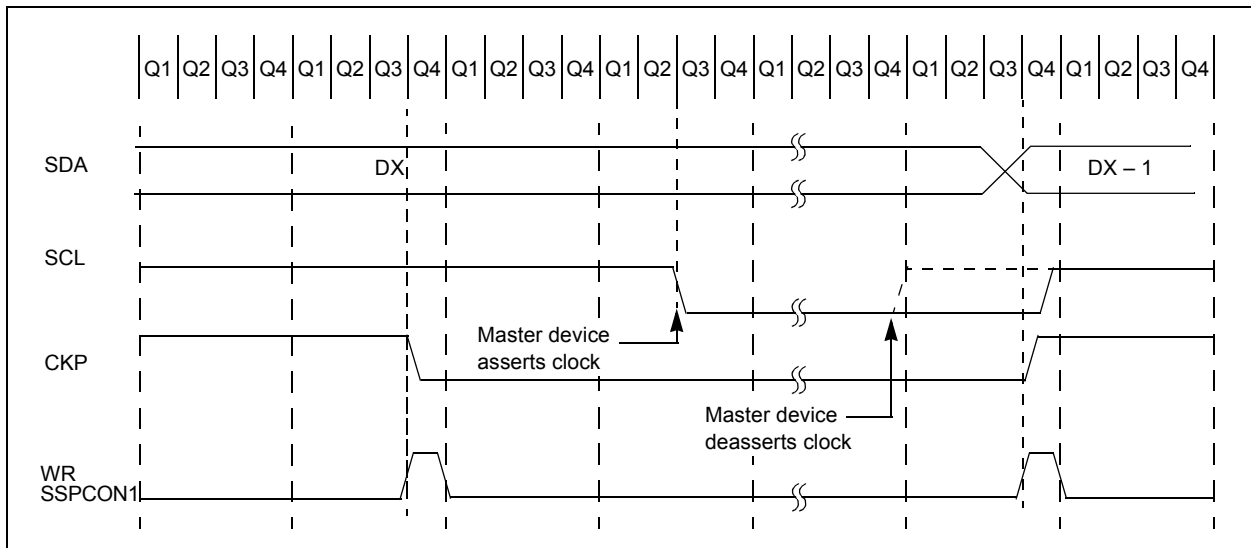 Q1 Q2 Q3 Q4 Q1 Q2 Q3 Q4 Q1 Q2 Q3 Q4 Q1 Q2 Q3 Q4 Q1 Q2 Q3 Q4 Q1 Q2 Q3 Q4 Q1 Q2 Q3 Q4
SDA
DX
DX – 1
SCL
Master device
asserts clock
CKP
Master device
deasserts clock
WR
SSPCON1